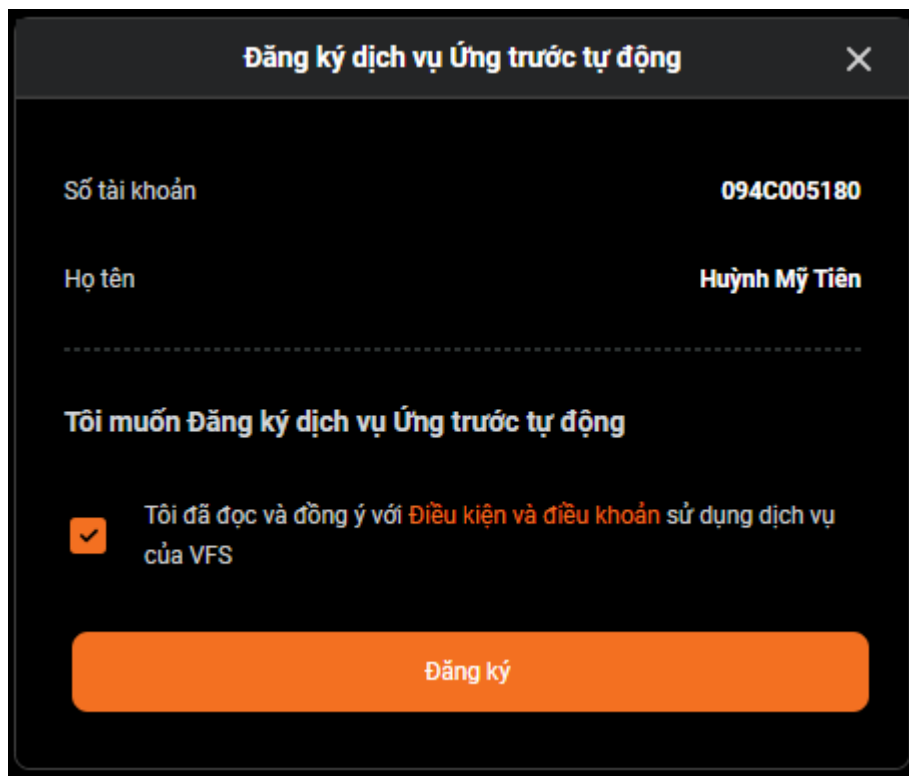 Đăng ký dịch vụ Ứng trước tự động
Số tài khoản 094C005180
Họ tên Huỳnh Mỹ Tiên
Tôi muốn Đăng ký dịch vụ Ứng trước tự động
Tôi đã đọc và đồng ý với Điều kiện và điều khoản sử dụng dịch vụ
của VFS
Đăng ký